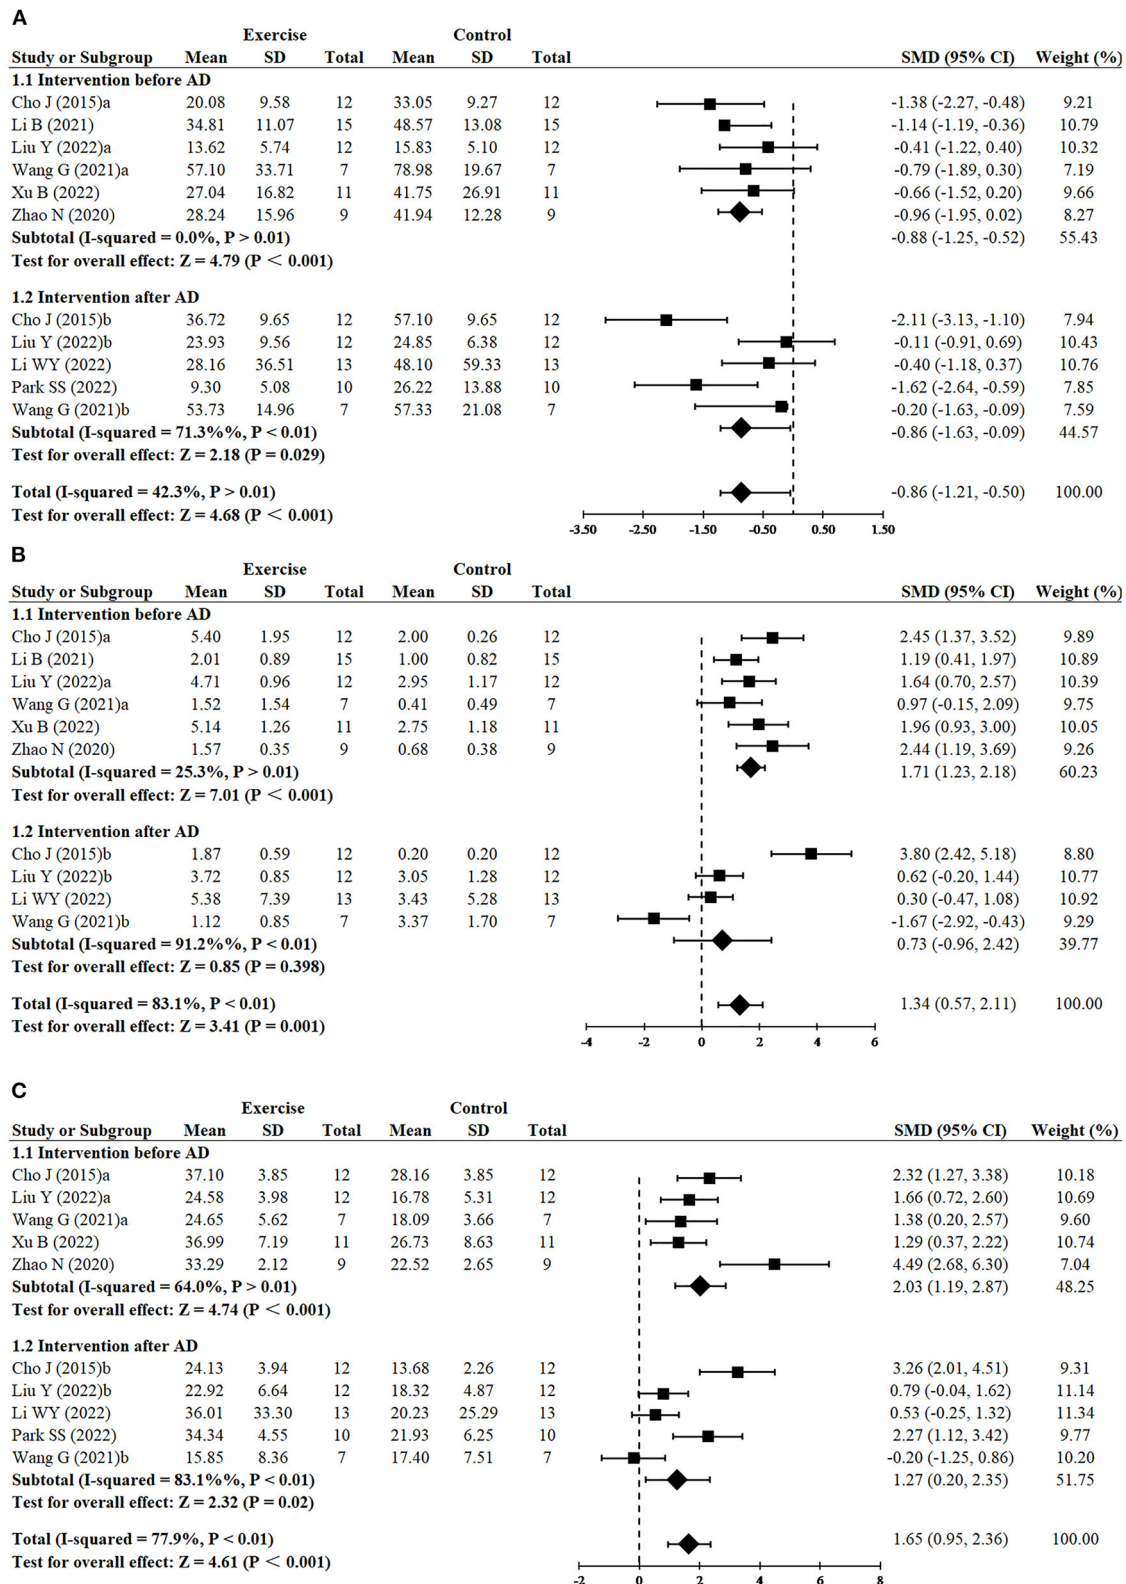 A
Exercise Control
Study or Subgroup Mean SD Total Mean SD Total SMD (95% CI) Weight (%)
1.1 Intervention before AD
Cho J (2015)a 20.08 9.58 12 33.05 9.27 12 -1.38 (-2.27, -0.48) 9.21
Li B (2021) 34.81 11.07 15 48.57 13.08 15 -1.14 (-1.19, -0.36) 10.79
Liu Y (2022)a 13.62 5.74 12 15.83 5.10 12 -0.41 (-1.22, 0.40) 10.32
Wang G (2021)a 57.10 33.71 7 78.98 19.67 7 -0.79 (-1.89, 0.30) 7.19
Xu B (2022) 27.04 16.82 11 41.75 26.91 11 -0.66 (-1.52, 0.20) 9.66
Zhao N (2020) 28.24 15.96 9 41.94 12.28 9 -0.96 (-1.95, 0.02) 8.27
Subtotal (I-squared = 0.0%, P > 0.01) -0.88 (-1.25, -0.52) 55.43
Test for overall effect: Z = 4.79 (P < 0.001)
1.2 Intervention after AD
Cho J (2015)b 36.72 9.65 12 57.10 9.65 12 -2.11 (-3.13, -1.10) 7.94
Liu Y (2022)b 23.93 9.56 12 24.85 6.38 12 -0.11 (-0.91, 0.69) 10.43
Li WY (2022) 28.16 36.51 13 48.10 59.33 13 -0.40 (-1.18, 0.37) 10.76
Park SS (2022) 9.30 5.08 10 26.22 13.88 10 -1.62 (-2.64, -0.59) 7.85
Wang G (2021)b 53.73 14.96 7 57.33 21.08 7 -0.20 (-1.63, -0.09) 7.59
Subtotal (I-squared = 71.3%%, P < 0.01) -0.86 (-1.63, -0.09) 44.57
Test for overall effect: Z = 2.18 (P = 0.029)
Total (I-squared = 42.3%, P > 0.01) -0.86 (-1.21, -0.50) 100.00
Test for overall effect: Z = 4.68 (P < 0.001)
-3.50 -2.50 -1.50 -0.50 0.50 1.50
B
Exercise Control
Study or Subgroup Mean SD Total Mean SD Total SMD (95% CI) Weight (%)
1.1 Intervention before AD
Cho J (2015)a 5.40 1.95 12 2.00 0.26 12 2.45 (1.37, 3.52) 9.89
Li B (2021) 2.01 0.89 15 1.00 0.82 15 1.19 (0.41, 1.97) 10.89
Liu Y (2022)a 4.71 0.96 12 2.95 1.17 12 1.64 (0.70, 2.57) 10.39
Wang G (2021)a 1.52 1.54 7 0.41 0.49 7 0.97 (-0.15, 2.09) 9.75
Xu B (2022) 5.14 1.26 11 2.75 1.18 11 1.96 (0.93, 3.00) 10.05
Zhao N (2020) 1.57 0.35 9 0.68 0.38 9 2.44 (1.19, 3.69) 9.26
Subtotal (I-squared = 25.3%, P > 0.01) 1.71 (1.23, 2.18) 60.23
Test for overall effect: Z = 7.01 (P < 0.001)
1.2 Intervention after AD
Cho J (2015)b 1.87 0.59 12 0.20 0.20 12 3.80 (2.42, 5.18) 8.80
Liu Y (2022)b 3.72 0.85 12 3.05 1.28 12 0.62 (-0.20, 1.44) 10.77
Li WY (2022) 5.38 7.39 13 3.43 5.28 13 0.30 (-0.47, 1.08) 10.92
Wang G (2021)b 1.12 0.85 7 3.37 1.70 7 -1.67 (-2.92, -0.43) 9.29
Subtotal (I-squared = 91.2%%, P < 0.01) 0.73 (-0.96, 2.42) 39.77
Test for overall effect: Z = 0.85 (P = 0.398)
Total (I-squared = 83.1%, P < 0.01) 1.34 (0.57, 2.11) 100.00
Test for overall effect: Z = 3.41 (P = 0.001)
-4 -2 0 2 4 6
C
Exercise Control
Study or Subgroup Mean SD Total Mean SD Total SMD (95% CI) Weight (%)
1.1 Intervention before AD
Cho J (2015)a 37.10 3.85 12 28.16 3.85 12 2.32 (1.27, 3.38) 10.18
Liu Y (2022)a 24.58 3.98 12 16.78 5.31 12 1.66 (0.72, 2.60) 10.69
Wang G (2021)a 24.65 5.62 7 18.09 3.66 7 1.38 (0.20, 2.57) 9.60
Xu B (2022) 36.99 7.19 11 26.73 8.63 11 1.29 (0.37, 2.22) 10.74
Zhao N (2020) 33.29 2.12 9 22.52 2.65 9 4.49 (2.68, 6.30) 7.04
Subtotal (I-squared = 64.0%, P > 0.01) 2.03 (1.19, 2.87) 48.25
Test for overall effect: Z = 4.74 (P < 0.001)
1.2 Intervention after AD
Cho J (2015)b 24.13 3.94 12 13.68 2.26 12 3.26 (2.01, 4.51) 9.31
Liu Y (2022)b 22.92 6.64 12 18.32 4.87 12 0.79 (-0.04, 1.62) 11.14
Li WY (2022) 36.01 33.30 13 20.23 25.29 13 0.53 (-0.25, 1.32) 11.34
Park SS (2022) 34.34 4.55 10 21.93 6.25 10 2.27 (1.12, 3.42) 9.77
Wang G (2021)b 15.85 8.36 7 17.40 7.51 7 -0.20 (-1.25, 0.86) 10.20
Subtotal (I-squared = 83.1%%, P < 0.01) 1.27 (0.20, 2.35) 51.75
Test for overall effect: Z = 2.32 (P = 0.02)
Total (I-squared = 77.9%, P < 0.01) 1.65 (0.95, 2.36) 100.00
Test for overall effect: Z = 4.61 (P < 0.001)
-2 0 2 4 6 8